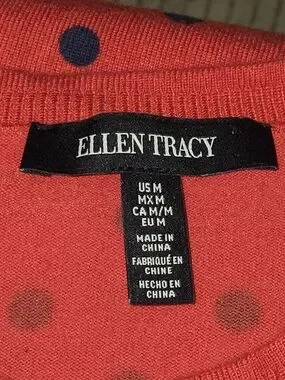 ELLEN TRACY
US M
MX M
CA M/M
EU M
MADE IN
CHINA
FABRIQUÉ EN
CHINE
HECHO EN
CHINA